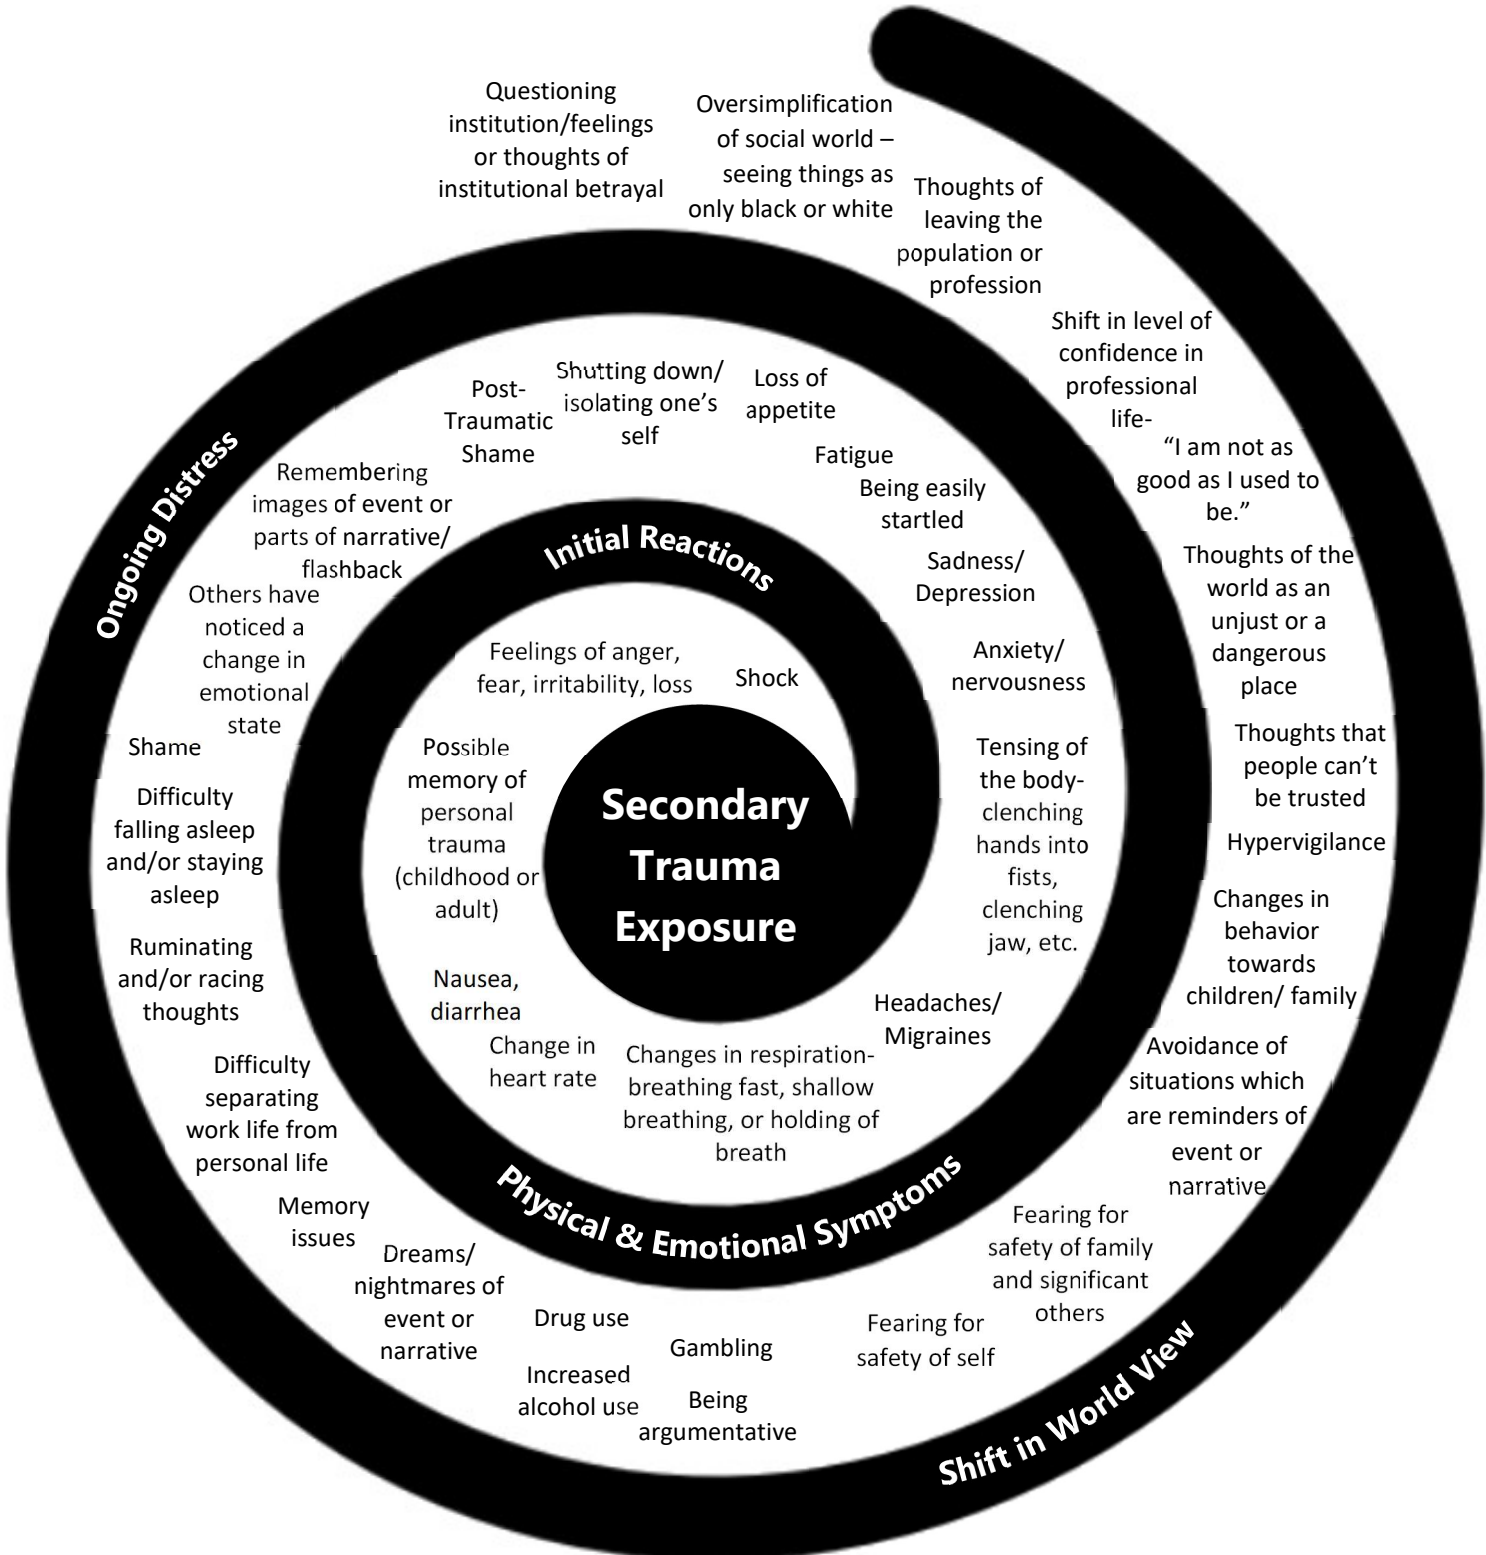 Secondary
Trauma
Exposure
Initial Reactions
Shock
Feelings of anger,
fear, irritability, loss
Possible
memory of
personal
trauma
(childhood or
adult)
Nausea,
diarrhea
Change in
heart rate
Changes in respiration-
breathing fast, shallow
breathing, or holding of
breath
Physical & Emotional Symptoms
Headaches/
Migraines
Tensing of
the body-
clenching
hands into
fists,
clenching
jaw, etc.
Anxiety/
nervousness
Sadness/
Depression
Being easily
startled
Fatigue
Loss of
appetite
Shutting down/
isolating one’s
self
Post-
Traumatic
Shame
Remembering
images of event or
parts of narrative/
flashback
Ongoing Distress
Others have
noticed a
change in
emotional
state
Shame
Difficulty
falling asleep
and/or staying
asleep
Ruminating
and/or racing
thoughts
Difficulty
separating
work life from
personal life
Memory
issues
Dreams/
nightmares of
event or
narrative
Drug use
Increased
alcohol use
Gambling
Being
argumentative
Shift in World View
Fearing for
safety of self
Fearing for
safety of family
and significant
others
Avoidance of
situations which
are reminders of
event or
narrative
Changes in
behavior
towards
children/ family
Hypervigilance
Thoughts that
people can’t
be trusted
Thoughts of the
world as an
unjust or a
dangerous
place
“I am not as
good as I used to
be.”
Shift in level of
confidence in
professional
life-
Thoughts of
leaving the
population or
profession
Oversimplification
of social world –
seeing things as
only black or white
Questioning
institution/feelings
or thoughts of
institutional betrayal